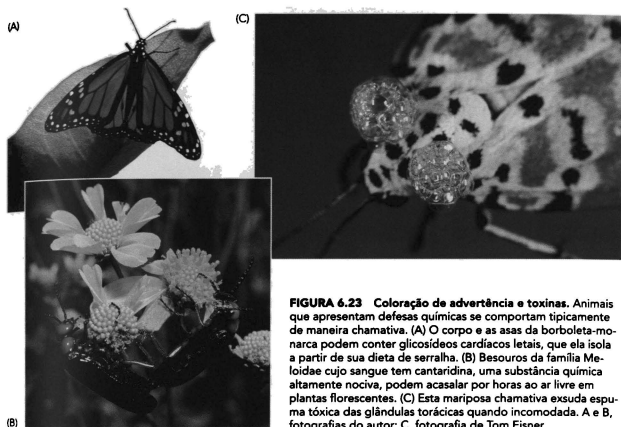 (A)
(C)
(B)
FIGURA 6.23 Coloração de advertência e toxinas. Animais
que apresentam defesas químicas se comportam tipicamente
de maneira chamativa. (A) O corpo e as asas da borboleta-mo-
narca podem conter glicosídeos cardíacos letais, que ela isola
a partir de sua dieta de serralha. (B) Besouros da família Me-
loidae cujo sangue tem cantaridina, uma substância química
altamente nociva, podem acasalar por horas ao ar livre em
plantas florescentes. (C) Esta mariposa chamativa exsuda espu-
ma tóxica das glândulas torácicas quando incomodada. A e B,
fotografias do autor; C, fotografia de Tom Eisner.